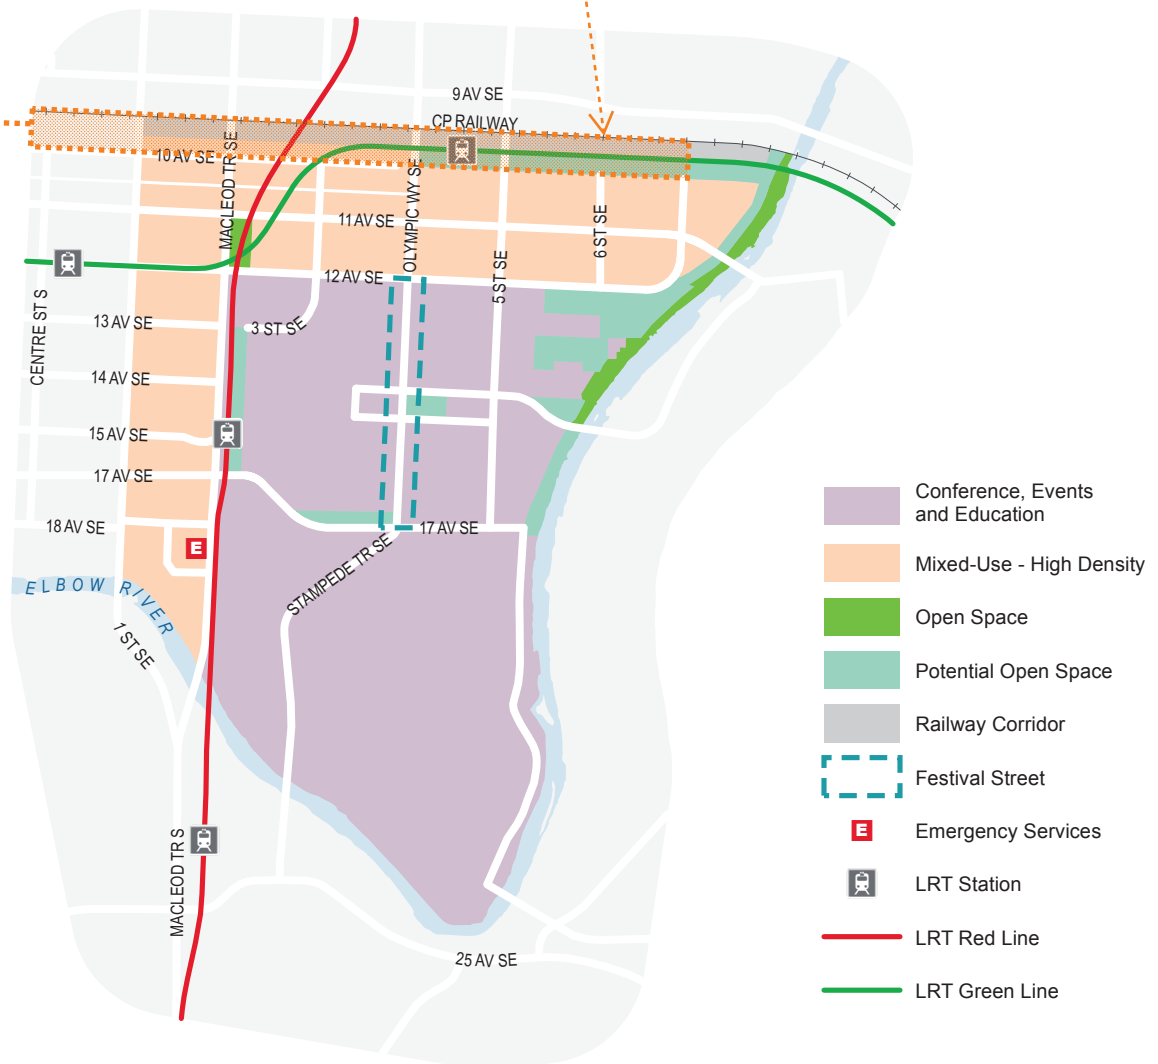 9 AV SE
CP RAILWAY
10 AV SE
MACLEOD TR SE
OLYMPIC WY SE
11 AV SE
6 ST SE
5 ST SE
12 AV SE
CENTRE ST S
13 AV SE
3 ST SE
14 AV SE
15 AV SE
17 AV SE
18 AV SE
17 AV SE
E
STAMPEDE TR SE
ELBOW RIVER
1 ST SE
MACLEOD TR S
25 AV SE
Conference, Events
and Education
Mixed-Use - High Density
Open Space
Potential Open Space
Railway Corridor
Festival Street
E
Emergency Services
LRT Station
LRT Red Line
LRT Green Line